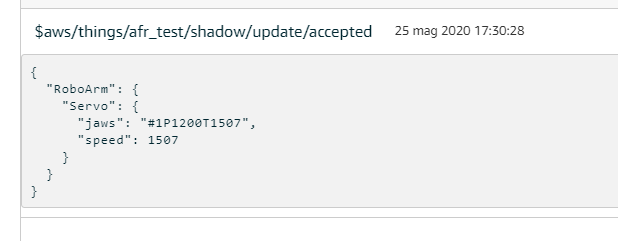 $aws/things/afr_test/shadow/update/accepted 25 mag 2020 17:30:28
{
"RoboArm": {
"Servo": {
"jaws": "#1P1200T1507",
"speed": 1507
}
}
}